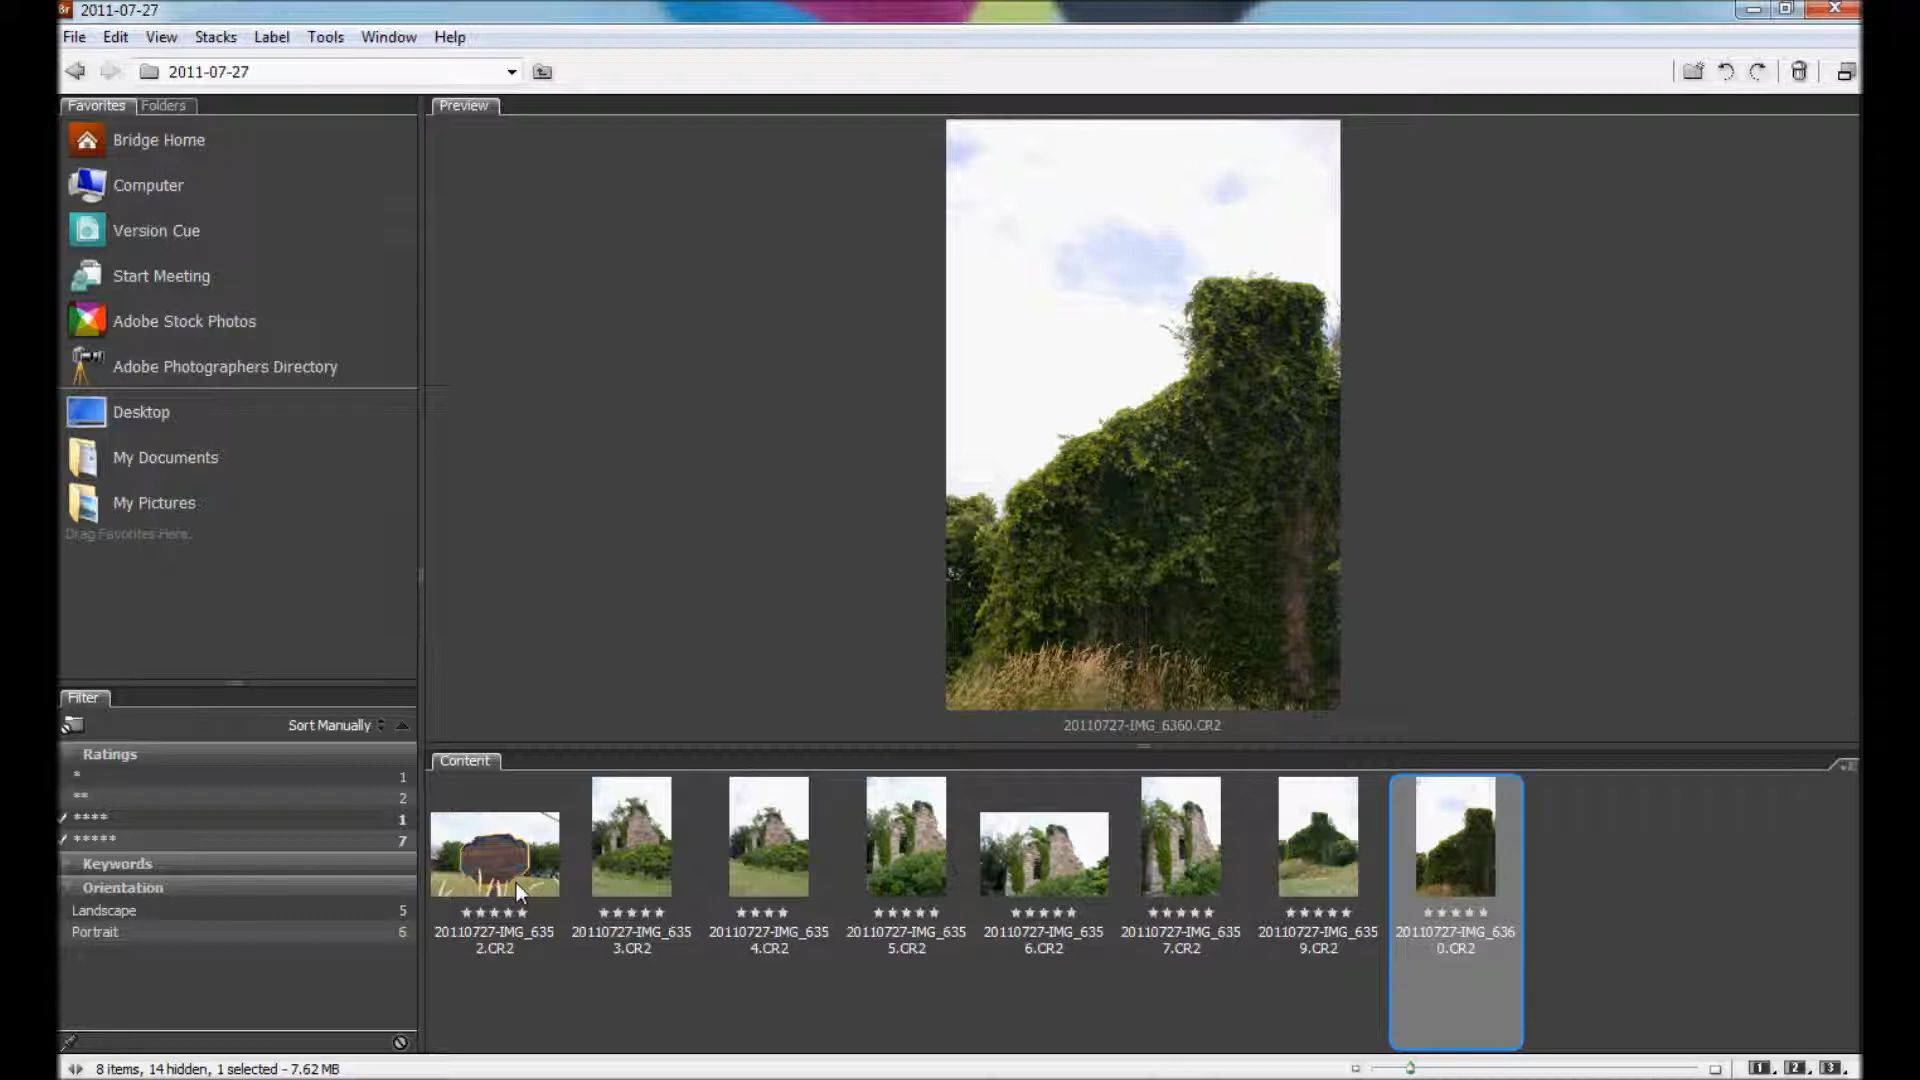 Br 2011-07-27
File Edit View Stacks Label Tools Window Help
2011-07-27
Favorites Folders
Preview
Bridge Home
Computer
Version Cue
Start Meeting
Adobe Stock Photos
Adobe Photographers Directory
Desktop
My Documents
My Pictures
Drag Favorites Here...
20110727-IMG_6360.CR2
Filter
Sort Manually
Ratings
* 1
** 2
**** 1
***** 7
Keywords
Orientation
Landscape 5
Portrait 6
Content
20110727-IMG_635 20110727-IMG_635 20110727-IMG_635 20110727-IMG_635 20110727-IMG_635 20110727-IMG_635 20110727-IMG_635 20110727-IMG_636
2.CR2 3.CR2 4.CR2 5.CR2 6.CR2 7.CR2 9.CR2 0.CR2
8 items, 14 hidden, 1 selected - 7.62 MB
1 2 3